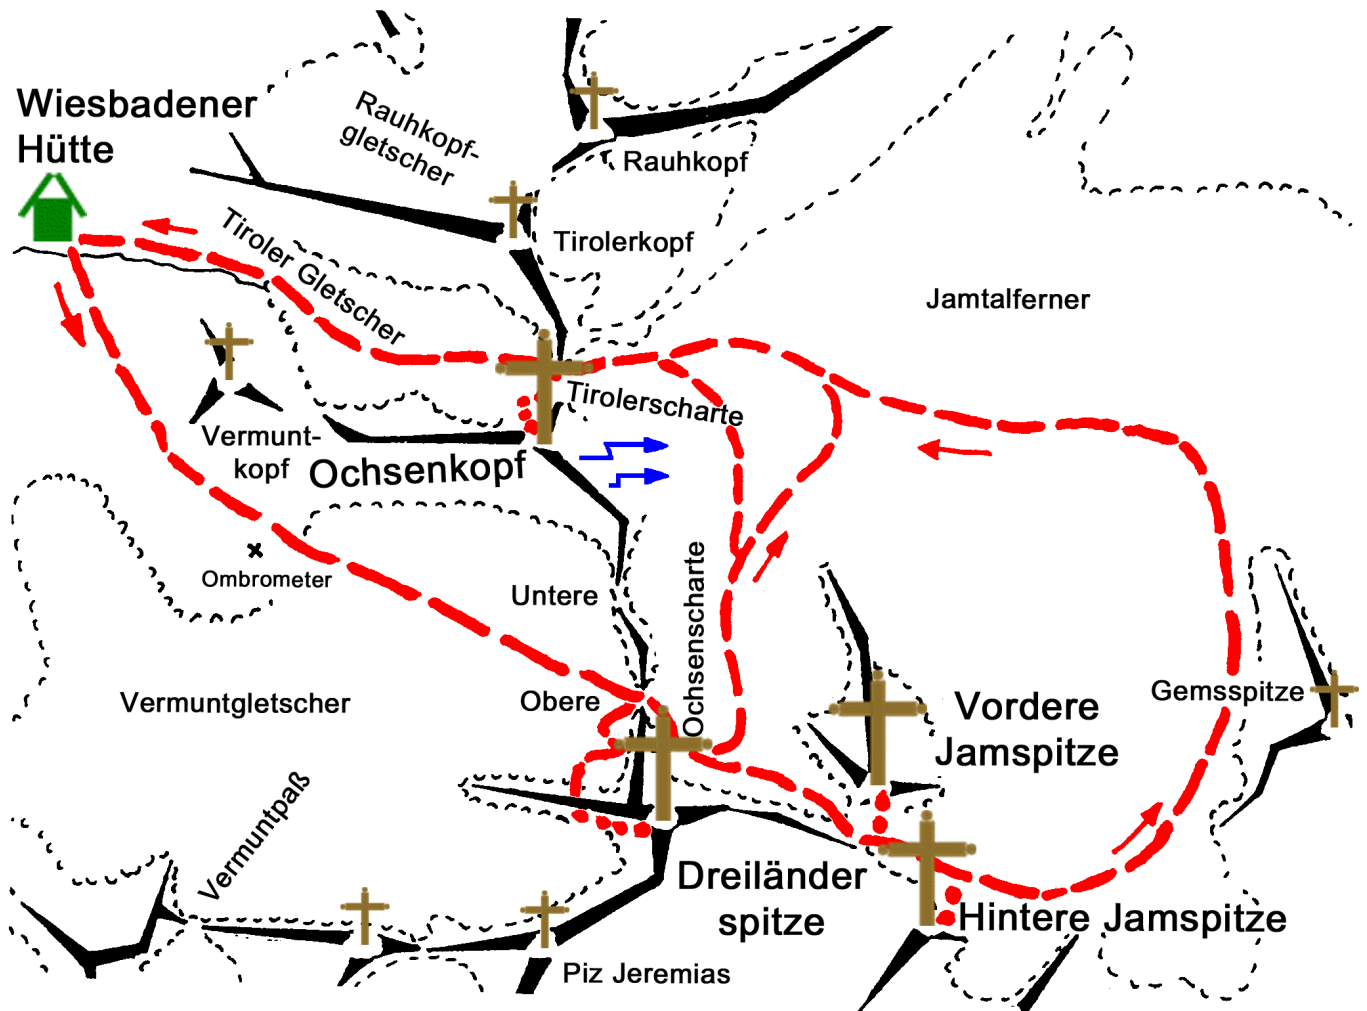 Wiesbadener
Hütte
Rauhkopf-
gletscher
Rauhkopf
Tiroler Gletscher
Tirolerkopf
Jamtalferner
Tirolerscharte
Vermunt-
kopf
Ochsenkopf
Ombrometer
Untere
Ochsenscharte
Obere
Vermuntgletscher
Vordere
Jamspitze
Gemsspitze
Vermuntpaß
Dreiländer
spitze
Hintere Jamspitze
Piz Jeremias